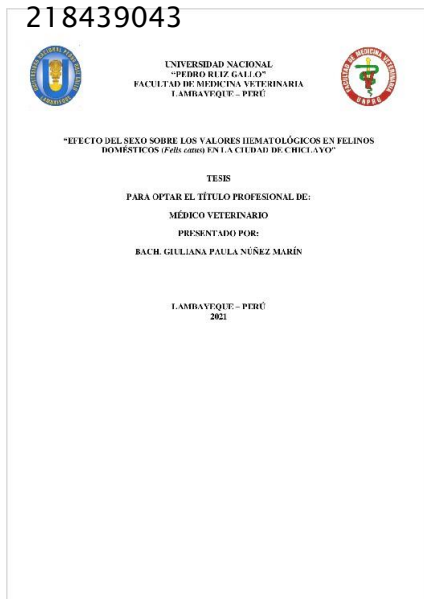 218439043
UNIVERSIDAD NACIONAL
“PEDRO RUIZ GALLO”
FACULTAD DE MEDICINA VETERINARIA
LAMBAYEQUE – PERÚ
“EFECTO DEL SEXO SOBRE LOS VALORES HEMATOLÓGICOS EN FELINOS
DOMÉSTICOS (Felis catus) EN LA CIUDAD DE CHICLAYO”
TESIS
PARA OPTAR EL TÍTULO PROFESIONAL DE:
MÉDICO VETERINARIO
PRESENTADO POR:
BACH. GIULIANA PAULA NÚÑEZ MARÍN
LAMBAYEQUE – PERÚ
2021